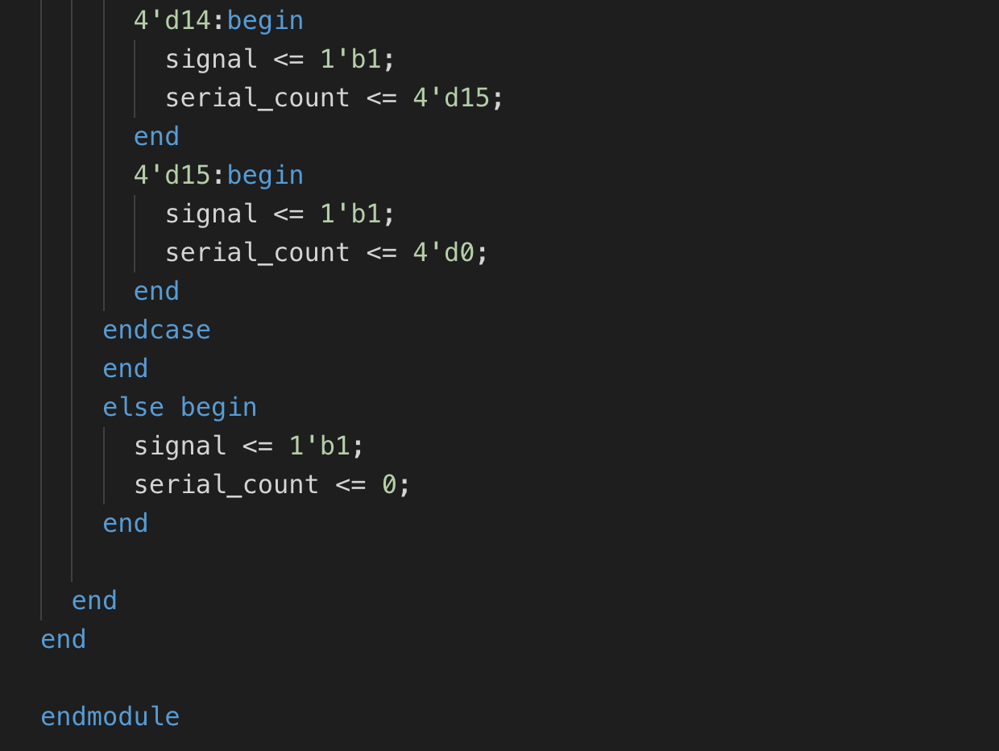 4'd14:begin
signal <= 1'b1;
serial_count <= 4'd15;
end
4'd15:begin
signal <= 1'b1;
serial_count <= 4'd0;
end
endcase
end
else begin
signal <= 1'b1;
serial_count <= 0;
end
end
end
endmodule